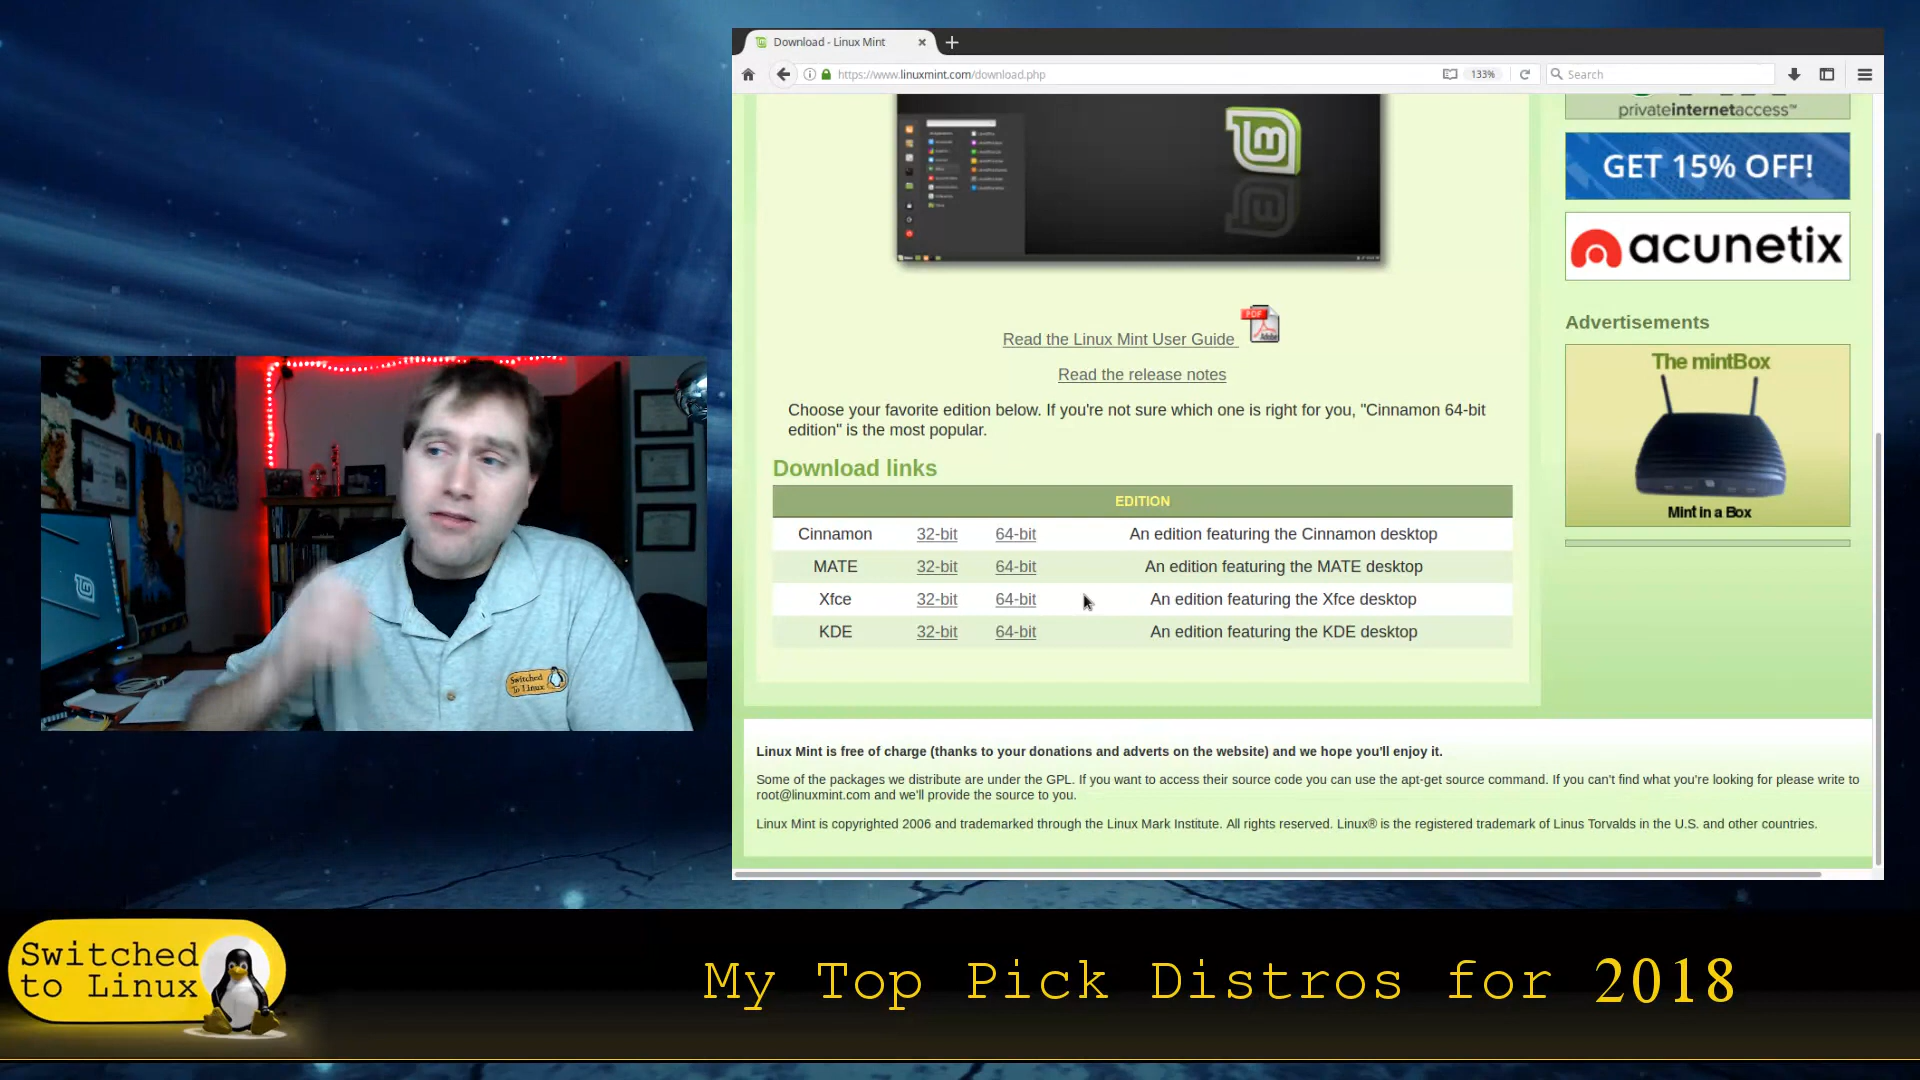 Download - Linux Mint
https://www.linuxmint.com/download.php
133%
Search
privateinternetaccess™
GET 15% OFF!
acunetix
Advertisements
The mintBox
Mint in a Box
Read the Linux Mint User Guide
PDF
Adobe
Read the release notes
Choose your favorite edition below. If you're not sure which one is right for you, "Cinnamon 64-bit
edition" is the most popular.
Download links
EDITION
Cinnamon 32-bit 64-bit An edition featuring the Cinnamon desktop
MATE 32-bit 64-bit An edition featuring the MATE desktop
Xfce 32-bit 64-bit An edition featuring the Xfce desktop
KDE 32-bit 64-bit An edition featuring the KDE desktop
Linux Mint is free of charge (thanks to your donations and adverts on the website) and we hope you'll enjoy it.
Some of the packages we distribute are under the GPL. If you want to access their source code you can use the apt-get source command. If you can't find what you're looking for please write to
root@linuxmint.com and we'll provide the source to you.
Linux Mint is copyrighted 2006 and trademarked through the Linux Mark Institute. All rights reserved. Linux® is the registered trademark of Linus Torvalds in the U.S. and other countries.
Switched
To Linux
Switched
to Linux
My Top Pick Distros for 2018